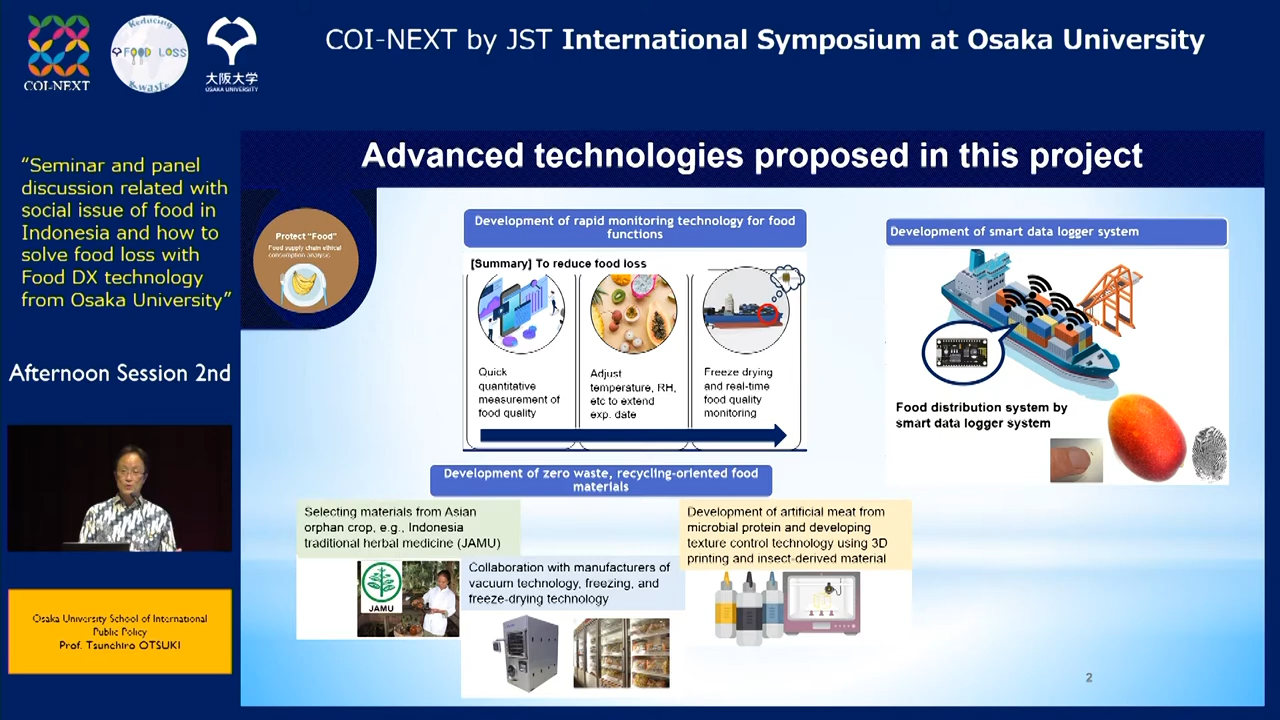 COI-NEXT
Reducing
FOOD LOSS
&waste
大阪大学
OSAKA UNIVERSITY
COI-NEXT by JST International Symposium at Osaka University
“Seminar and panel
discussion related with
social issue of food in
Indonesia and how to
solve food loss with
Food DX technology
from Osaka University”
Afternoon Session 2nd
Osaka University School of International
Public Policy
Prof. Tsunehiro OTSUKI
Advanced technologies proposed in this project
Protect “Food”
Food supply chain ethical
consumption analysis.
Development of rapid monitoring technology for food
functions
[Summary] To reduce food loss
Quick
quantitative
measurement of
food quality
Adjust
temperature, RH,
etc to extend
exp. date
Freeze drying
and real-time
food quality
monitoring
Development of smart data logger system
Food distribution system by
smart data logger system
Development of zero waste, recycling-oriented food
materials
Selecting materials from Asian
orphan crop, e.g., Indonesia
traditional herbal medicine (JAMU)
JAMU
Collaboration with manufacturers of
vacuum technology, freezing, and
freeze-drying technology
Development of artificial meat from
microbial protein and developing
texture control technology using 3D
printing and insect-derived material
2